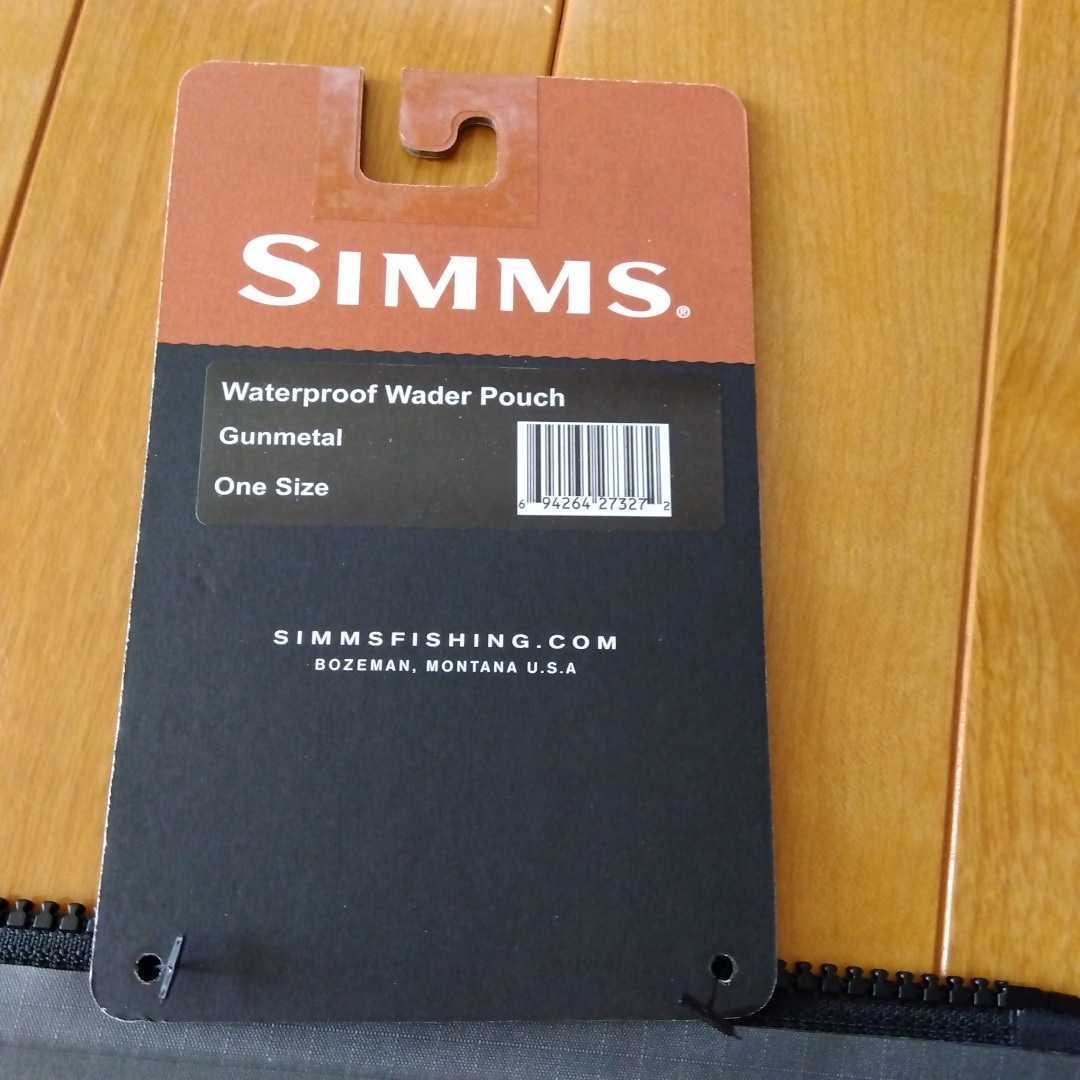 SIMMS®
Waterproof Wader Pouch
Gunmetal
One Size
6 94264 27327 2
SIMMSFISHING.COM
BOZEMAN, MONTANA U.S.A